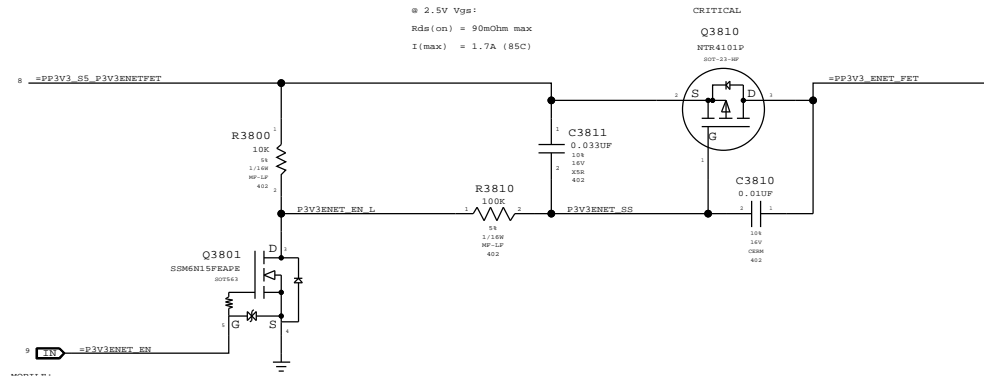 @ 2.5V Vgs:
Rds(on) = 90mOhm max
I(max) = 1.7A (85C)
CRITICAL
Q3810
NTR4101P
SOT-23-HF
8
=PP3V3_S5_P3V3ENETFET
2
S
D
3
=PP3V3_ENET_FET
G
1
1
R3800
10K
5%
1/16W
MF-LF
402
2
1
C3811
0.033UF
10%
16V
X5R
402
2
P3V3ENET_EN_L
R3810
1
100K
2
5%
1/16W
MF-LF
402
P3V3ENET_SS
C3810
0.01UF
2
1
10%
16V
CERM
402
Q3801
SSM6N15FEAPE
SOT563
D
3
5
G
S
4
9
IN
=P3V3ENET_EN